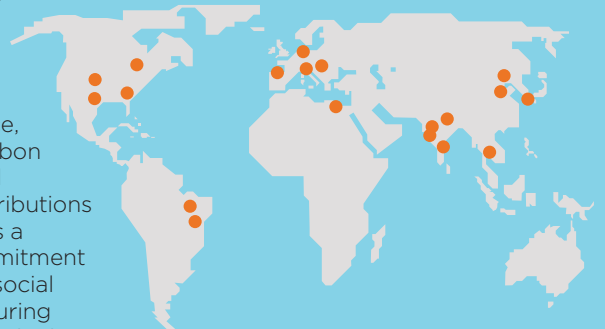 e,
bon
ributions
s a
mitment
social
uring